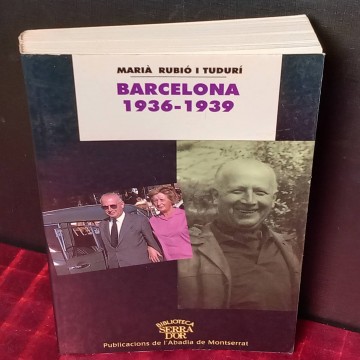 MARIÀ RUBIÓ I TUDURÍ
BARCELONA
1936-1939
BIBLIOTECA
SERRA
D'OR
Publicacions de l'Abadia de Montserrat